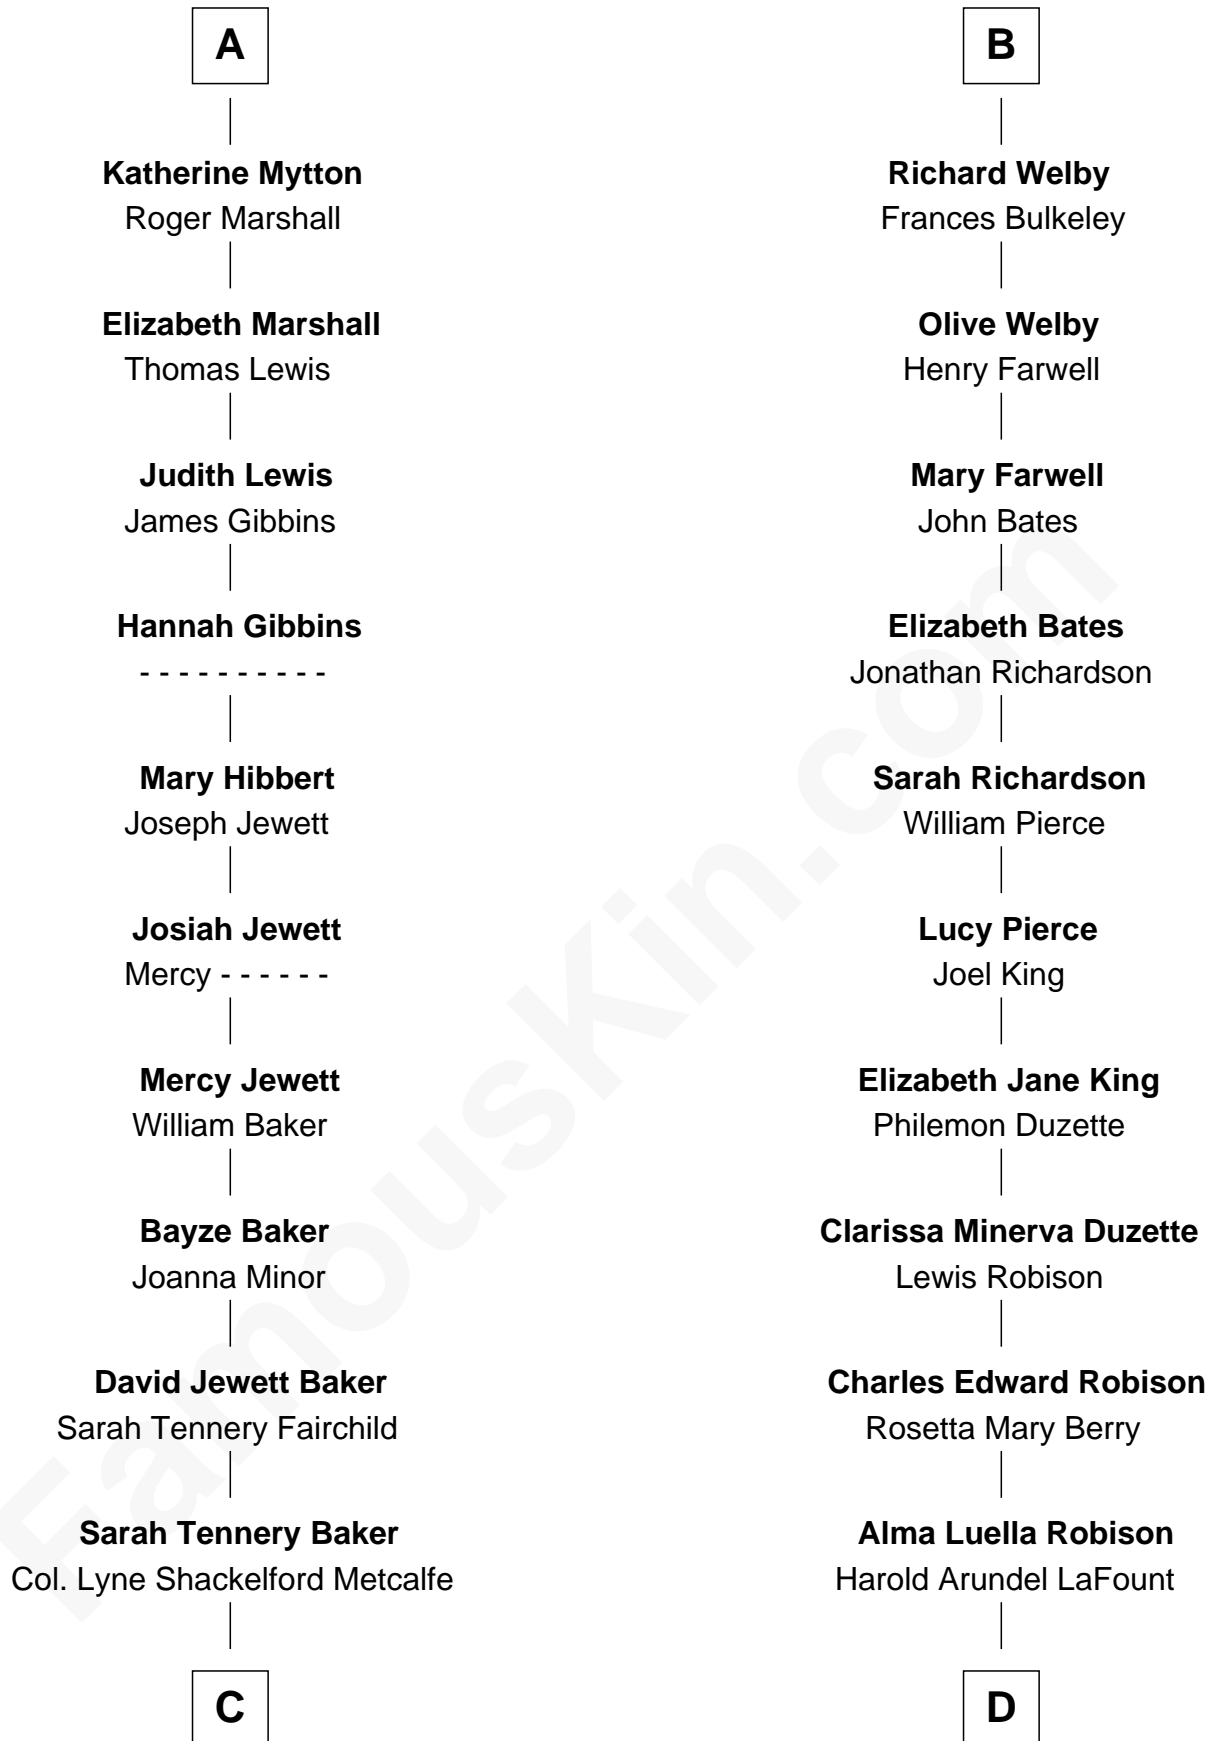 A
Katherine Mytton
Roger Marshall
Elizabeth Marshall
Thomas Lewis
Judith Lewis
James Gibbins
Hannah Gibbins
- - - - - - - - - -
Mary Hibbert
Joseph Jewett
Josiah Jewett
Mercy - - - - - -
Mercy Jewett
William Baker
Bayze Baker
Joanna Minor
David Jewett Baker
Sarah Tennery Fairchild
Sarah Tennery Baker
Col. Lyne Shackelford Metcalfe
C
B
Richard Welby
Frances Bulkeley
Olive Welby
Henry Farwell
Mary Farwell
John Bates
Elizabeth Bates
Jonathan Richardson
Sarah Richardson
William Pierce
Lucy Pierce
Joel King
Elizabeth Jane King
Philemon Duzette
Clarissa Minerva Duzette
Lewis Robison
Charles Edward Robison
Rosetta Mary Berry
Alma Luella Robison
Harold Arundel LaFount
D
FamousKin.com